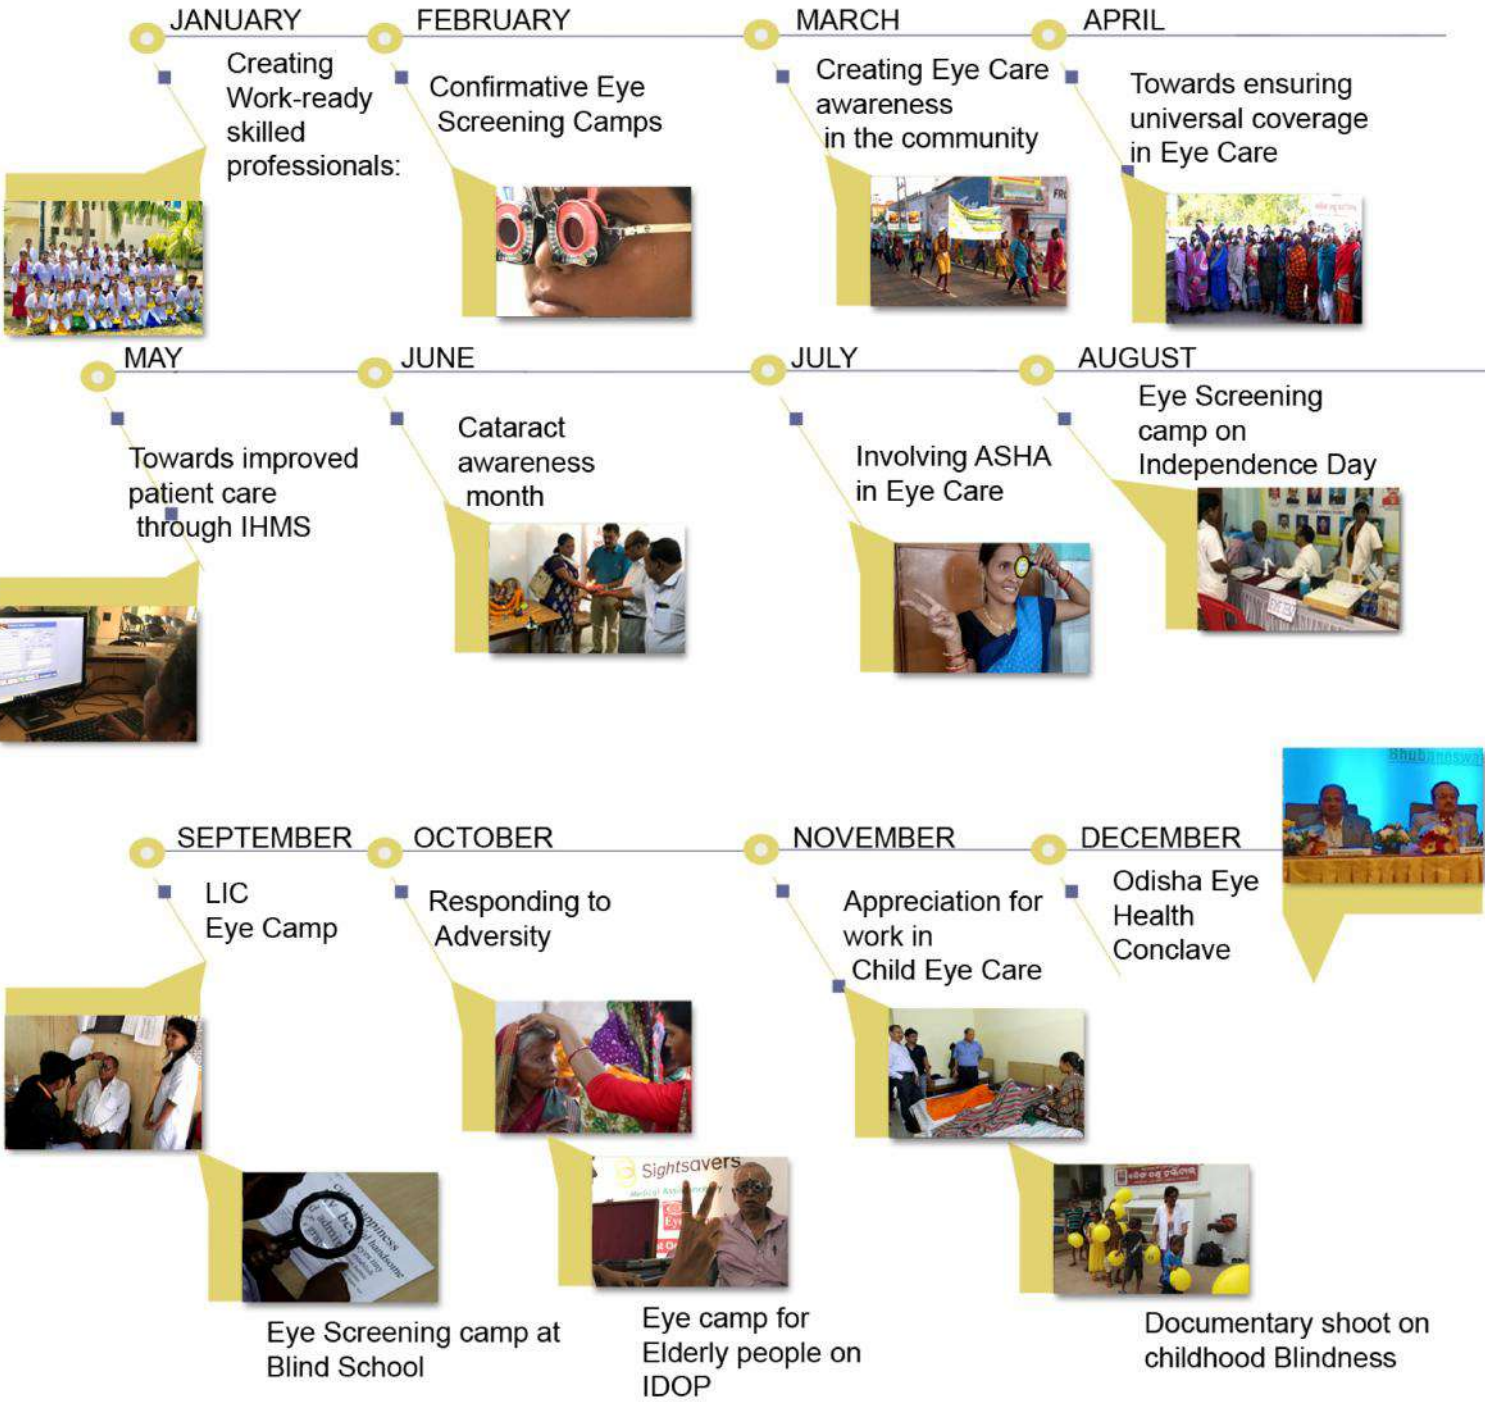 JANUARY
FEBRUARY
MARCH
APRIL
Creating
Work-ready
skilled
professionals:
Confirmative Eye
Screening Camps
Creating Eye Care
awareness
in the community
Towards ensuring
universal coverage
in Eye Care
MAY
JUNE
JULY
AUGUST
Towards improved
patient care
through IHMS
Cataract
awareness
month
Involving ASHA
in Eye Care
Eye Screening
camp on
Independence Day
EYE TEST
SEPTEMBER
OCTOBER
NOVEMBER
DECEMBER
LIC
Eye Camp
Responding to
Adversity
Appreciation for
work in
Child Eye Care
Odisha Eye
Health
Conclave
happiness
handsome
Sightsavers
Eye Screening camp at
Blind School
Eye camp for
Elderly people on
IDOP
Documentary shoot on
childhood Blindness